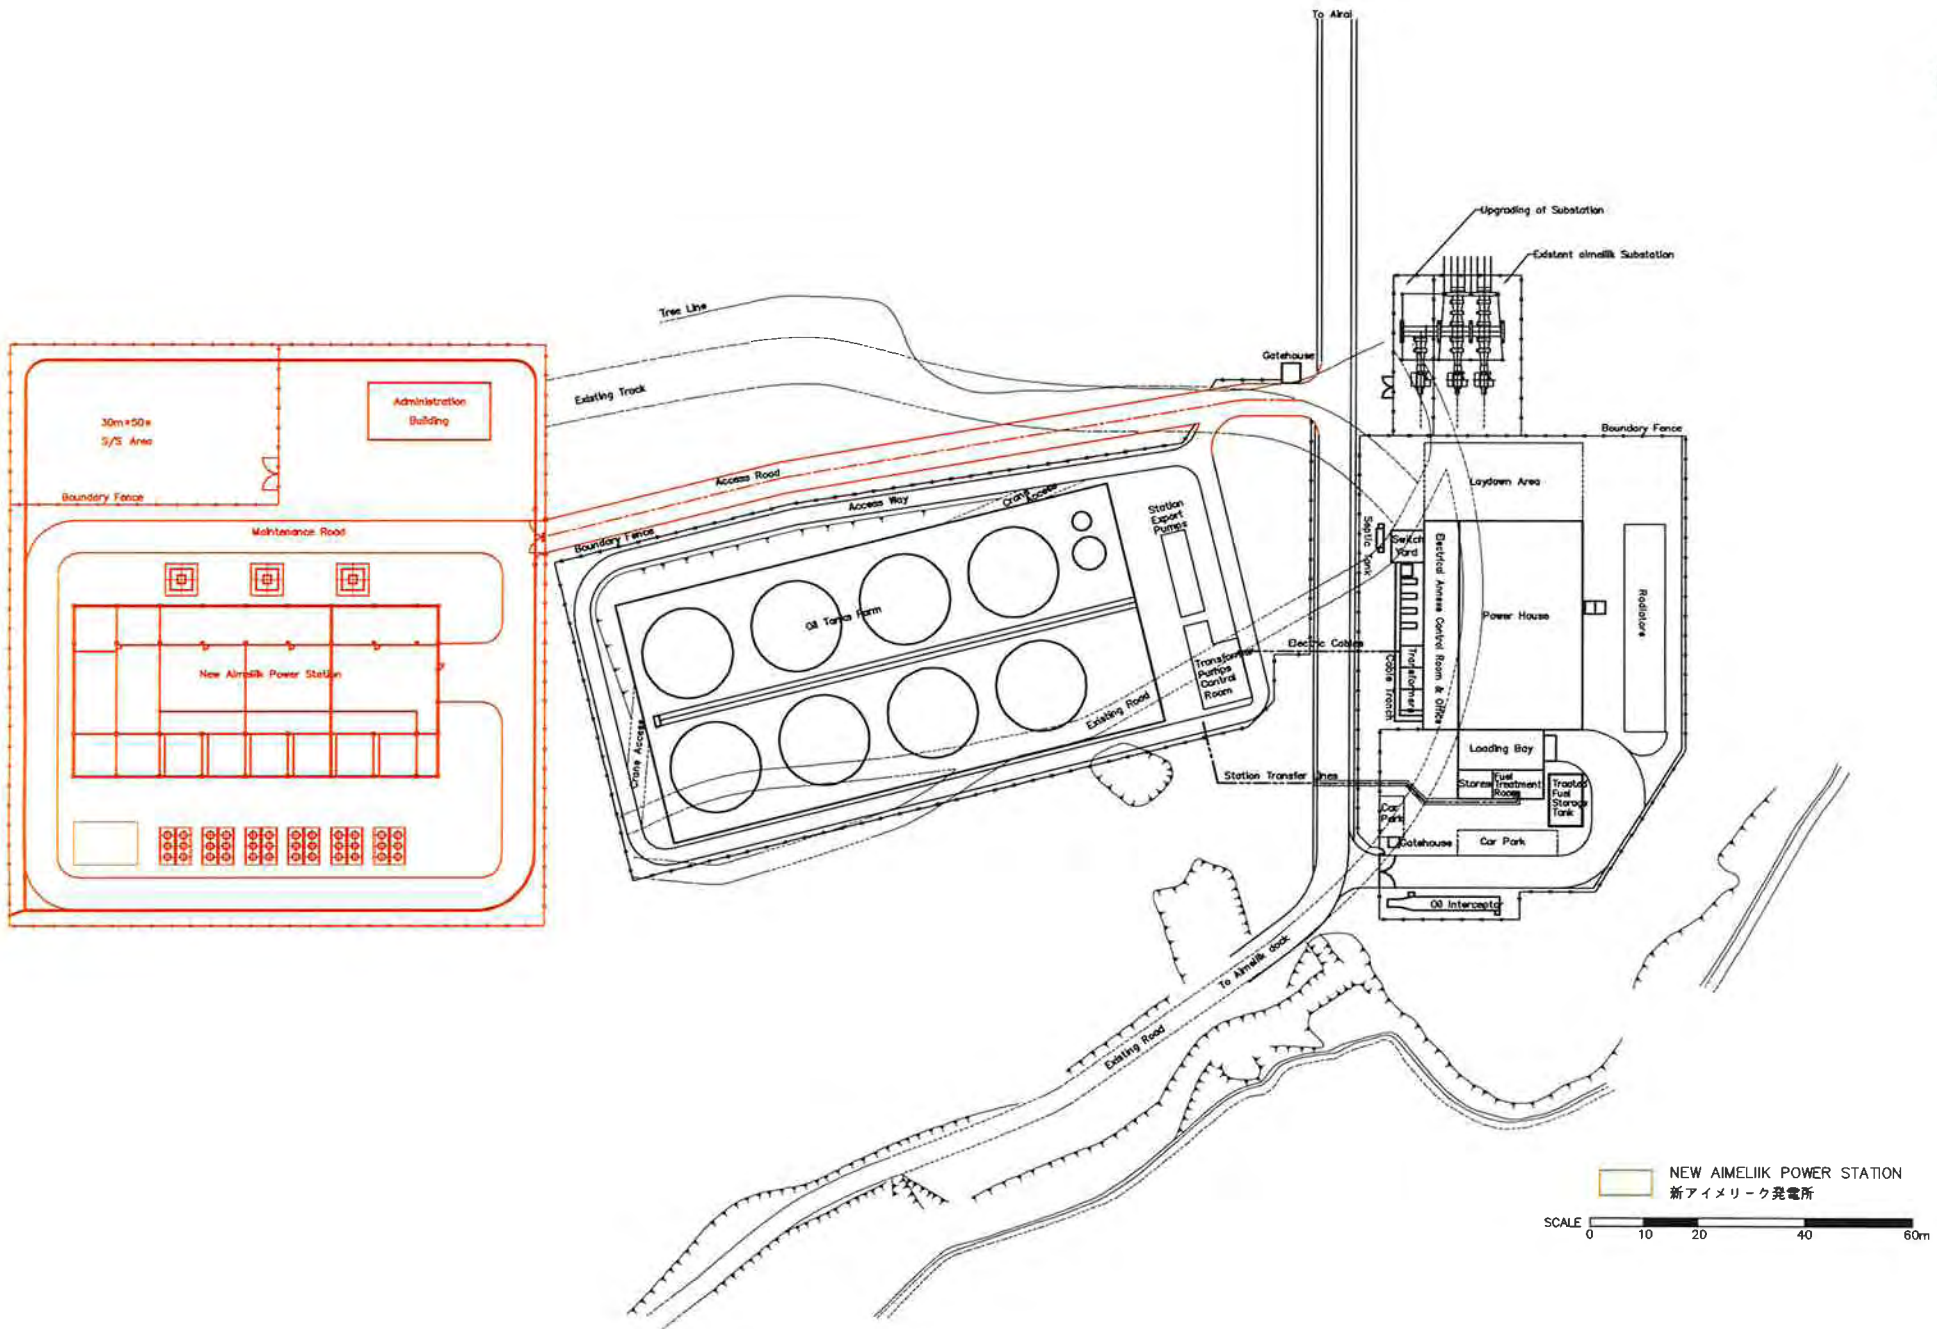 To Airai
Upgrading of Substation
Existent aimeliik Substation
Tree Line
Existing Track
Gatehouse
Administration
Building
30m*50m
S/S Area
Boundary Fence
Boundary Fence
Laydown Area
Access Road
Access Way
Crane
Access
Station
Export
Pumps
Maintenance Road
Boundary Fence
Septic Tank
Switch
Yard
Electrical Annexe Control Room & Office
Power House
Radiators
Oil Tanks Farm
Electric Cables
Transformer
Pumps
Control
Room
Cable Trench
Transformers
New Aimeliik Power Station
Existing Road
Crane Access
Loading Bay
Station Transfer Lines
Stores
Fuel
Treatment
Room
Treated
Fuel
Storage
Tank
Car
Park
Gatehouse
Car Park
Oil Interceptor
To Aimeliik dock
Existing Road
NEW AIMELIIK POWER STATION
新アイメリーク発電所
SCALE
0 10 20 40 60m